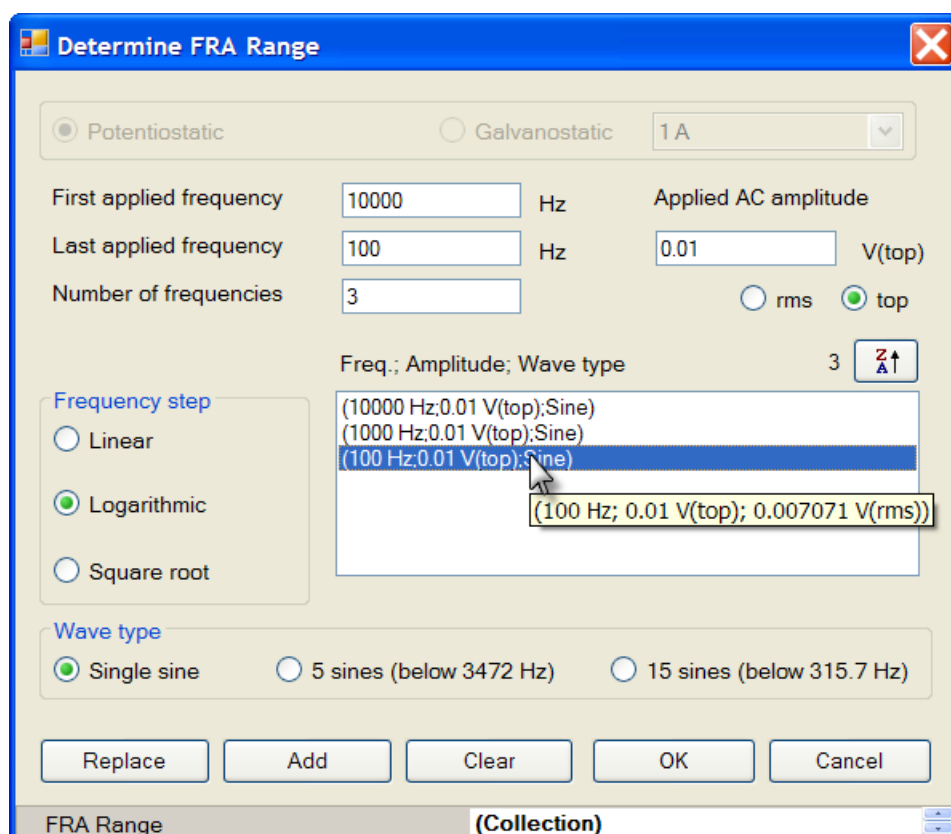 Determine FRA Range
Potentiostatic Galvanostatic 1 A
First applied frequency 10000 Hz Applied AC amplitude
Last applied frequency 100 Hz 0.01 V(top)
Number of frequencies 3 rms top
Freq.; Amplitude; Wave type 3 Z A
Frequency step
(10000 Hz;0.01 V(top);Sine)
Linear (1000 Hz;0.01 V(top);Sine)
(100 Hz;0.01 V(top);Sine)
Logarithmic (100 Hz; 0.01 V(top); 0.007071 V(rms))
Square root
Wave type
Single sine 5 sines (below 3472 Hz) 15 sines (below 315.7 Hz)
Replace Add Clear OK Cancel
FRA Range (Collection)